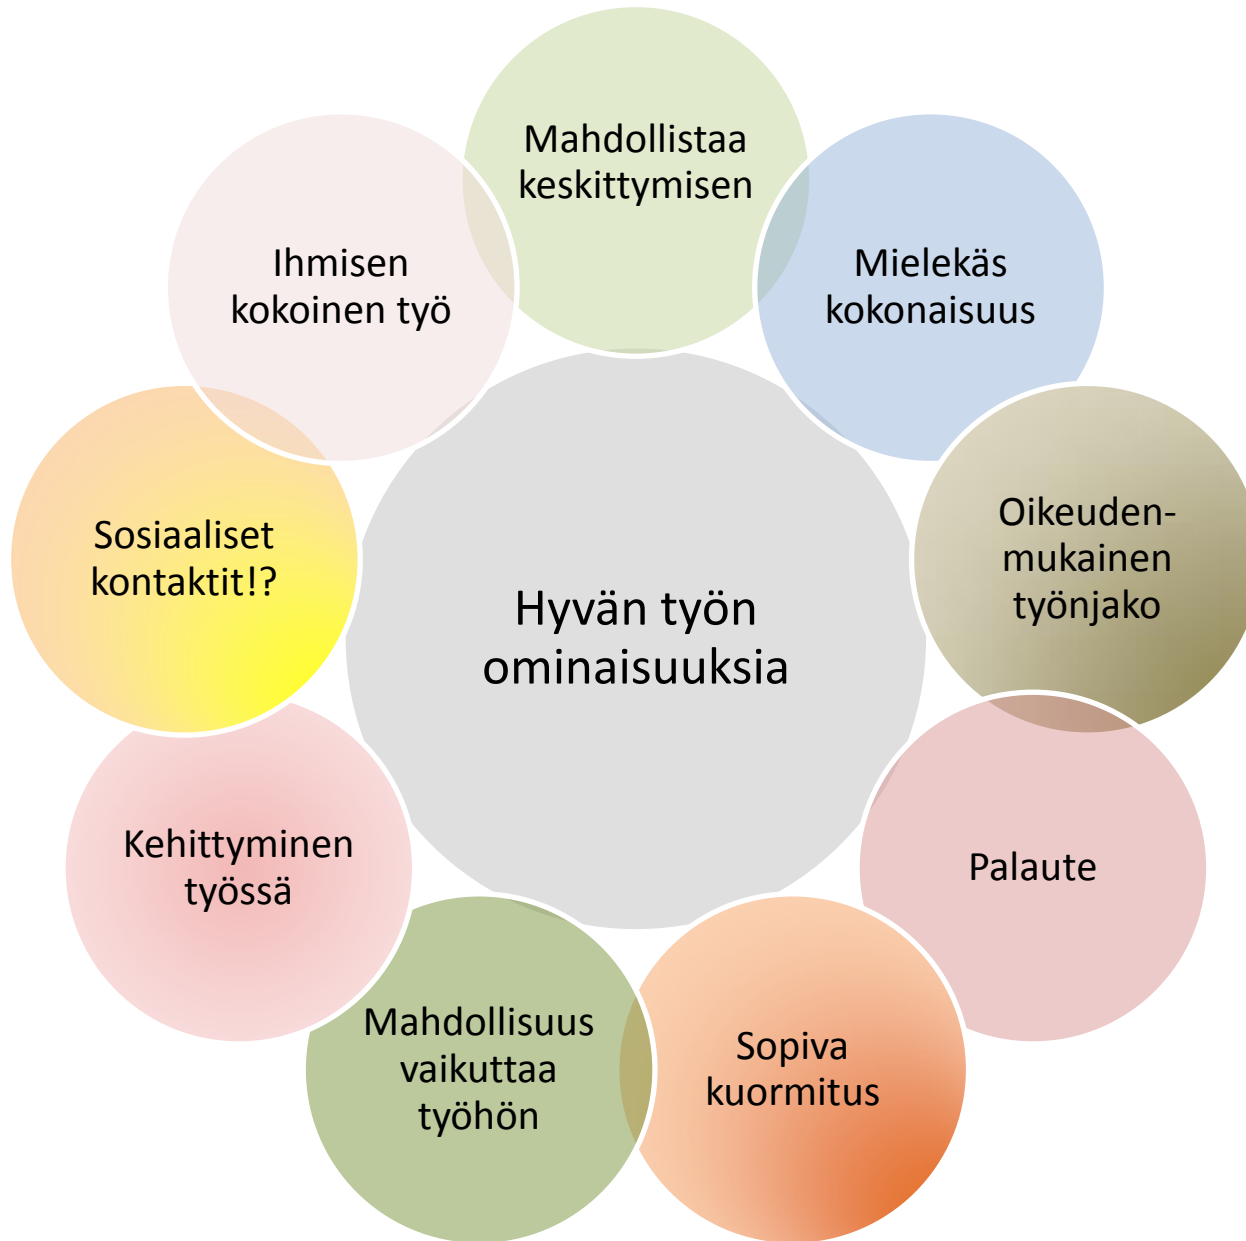 Mahdollistaa
keskittymisen
Mielekäs
kokonaisuus
Oikeuden-
mukainen
työnjako
Palaute
Sopiva
kuormitus
Mahdollisuus
vaikuttaa
työhön
Kehittyminen
työssä
Sosiaaliset
kontaktit!?
Ihmisen
kokoinen työ
Hyvän työn
ominaisuuksia